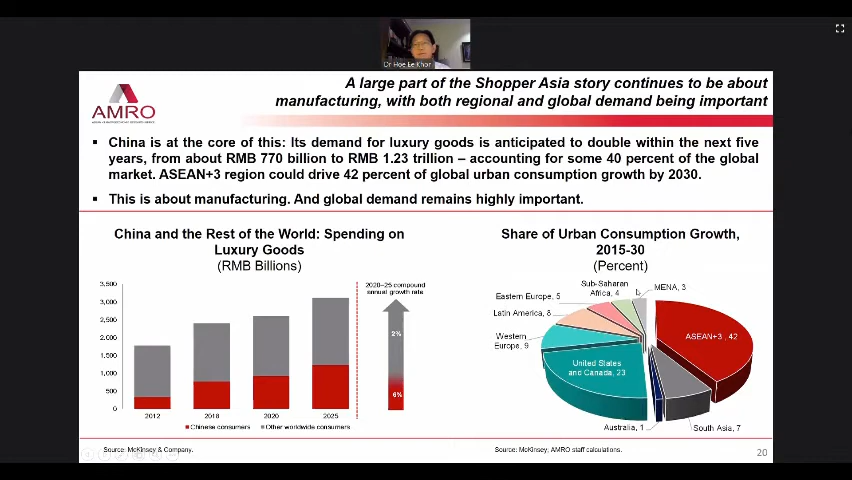 Dr Hoe Ee Khor
AMRO
A large part of the Shopper Asia story continues to be about
manufacturing, with both regional and global demand being important
▪ China is at the core of this: Its demand for luxury goods is anticipated to double within the next five
years, from about RMB 770 billion to RMB 1.23 trillion – accounting for some 40 percent of the global
market. ASEAN+3 region could drive 42 percent of global urban consumption growth by 2030.
▪ This is about manufacturing. And global demand remains highly important.
China and the Rest of the World: Spending on
Luxury Goods
(RMB Billions)
3,500
3,000
2,500
2,000
1,500
1,000
500
0
2012
2018
2020
2025
Chinese consumers
Other worldwide consumers
2020–25 compound
annual growth rate
2%
6%
Source: McKinsey & Company.
Share of Urban Consumption Growth,
2015-30
(Percent)
Sub-Saharan
Africa, 4
MENA, 3
Eastern Europe, 5
Latin America, 8
Western
Europe, 9
ASEAN+3 , 42
United States
and Canada, 23
Australia, 1
South Asia, 7
Source: McKinsey; AMRO staff calculations.
20